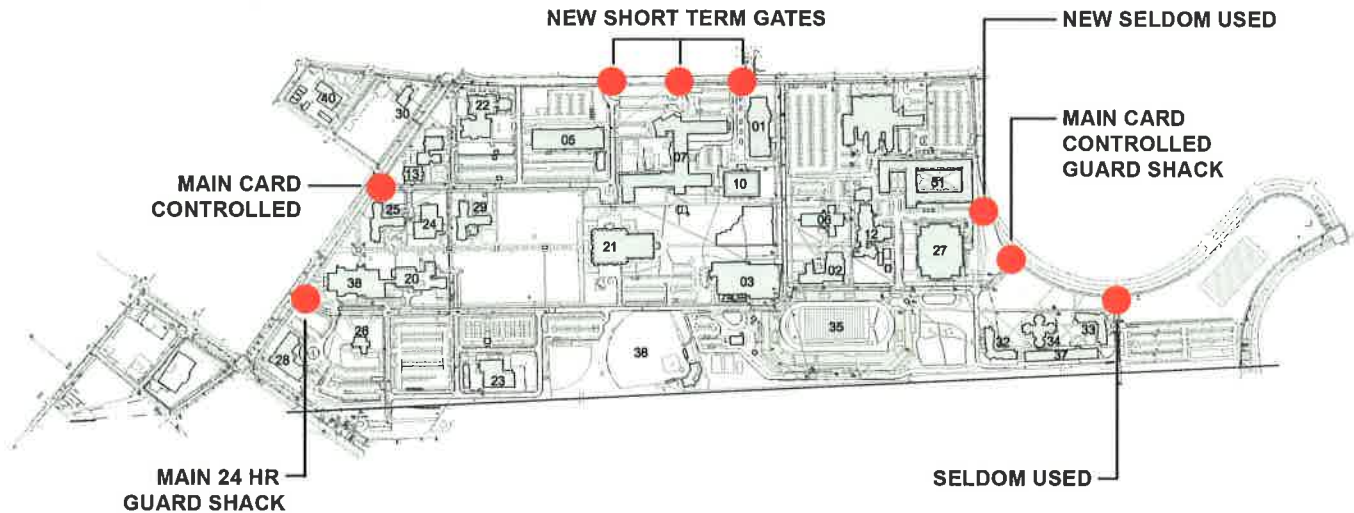 NEW SHORT TERM GATES
NEW SELDOM USED
MAIN CARD
CONTROLLED
GUARD SHACK
MAIN CARD
CONTROLLED
MAIN 24 HR
GUARD SHACK
SELDOM USED
40
30
22
05
07
01
13
10
51
25
24
29
06
12
21
27
38
20
03
02
28
26
23
38
35
32
34
33
37